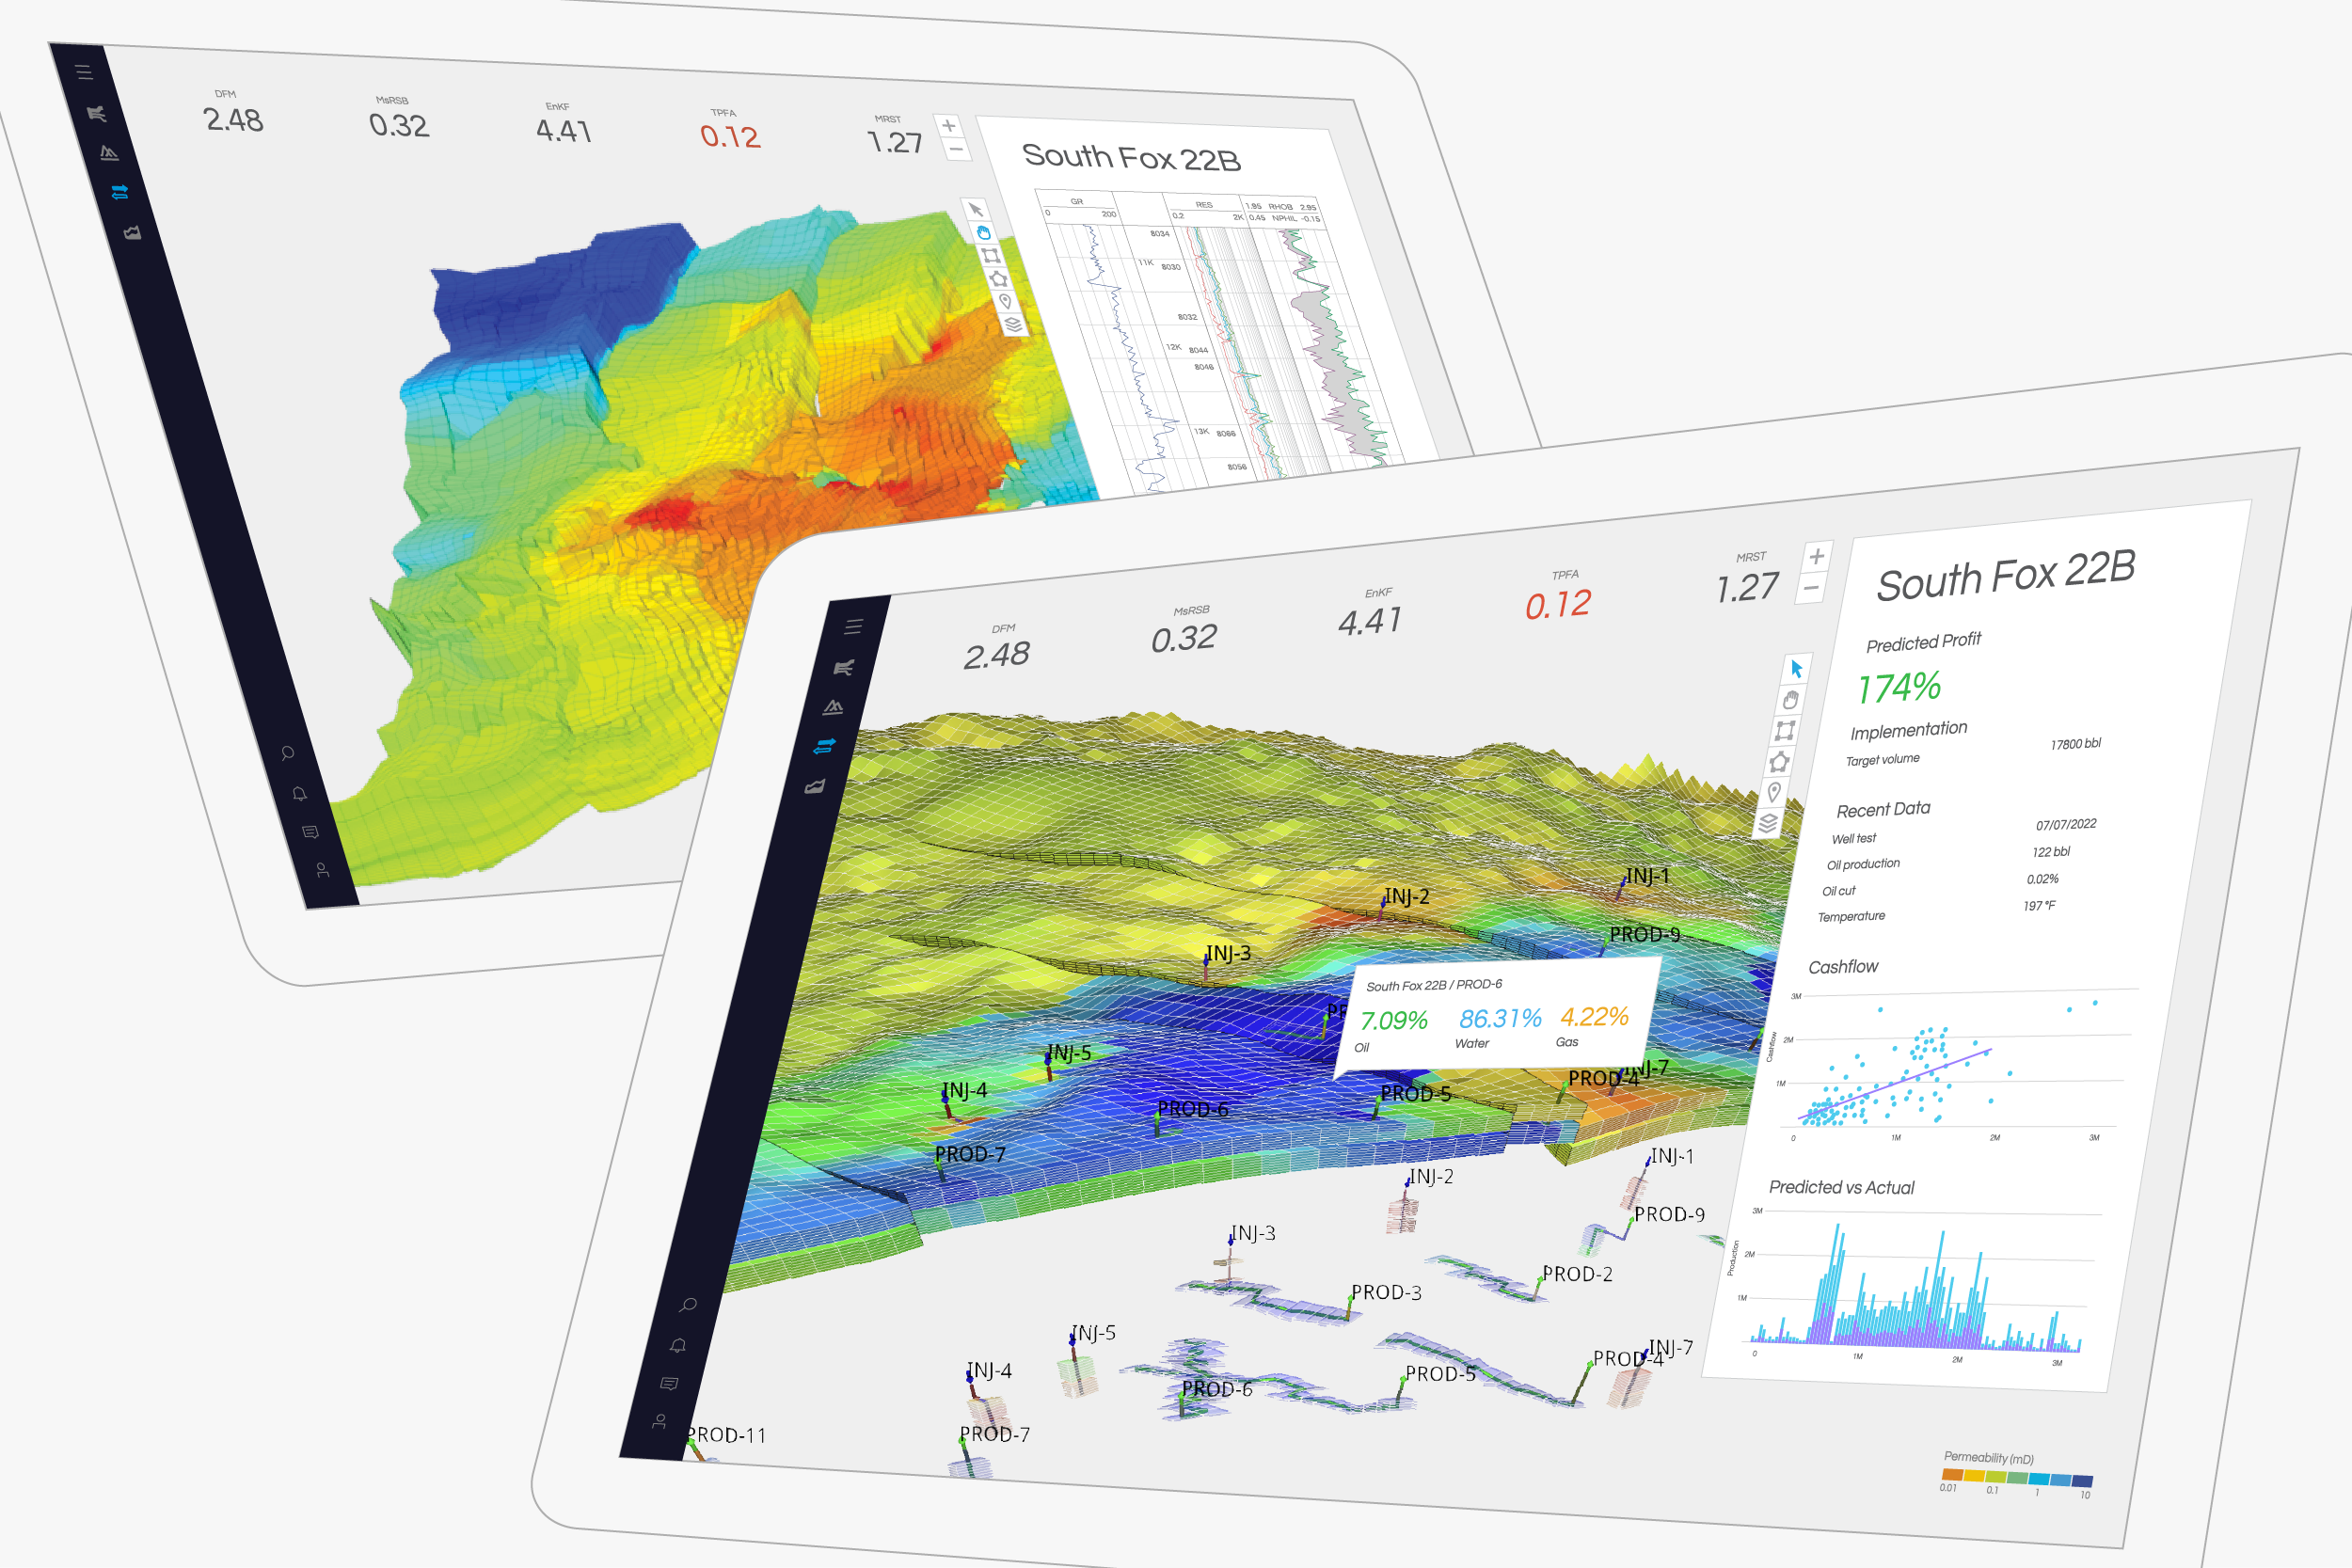 DFM
2.48
MsRSB
0.32
EnKF
4.41
TPFA
0.12
MRST
1.27
+
−
South Fox 22B
GR
0 200
RES
0.2 2K
1.95 RHOB 2.95
0.45 NPHIL -0.15
8034
11K 8030
8032
12K 8044
8046
13K 8066
8056
DFM
2.48
MsRSB
0.32
EnKF
4.41
TPFA
0.12
MRST
1.27
+
−
INJ-1
INJ-2
PROD-9
INJ-3
South Fox 22B / PROD-6
7.09% 86.31% 4.22%
Oil Water Gas
INJ-5
INJ-7
PROD-4
INJ-4
PROD-5
PROD-6
PROD-7
INJ-1
INJ-2
PROD-9
INJ-3
PROD-2
PROD-3
INJ-5
INJ-7
PROD-4
INJ-4
PROD-5
PROD-6
PROD-11
PROD-7
South Fox 22B
Predicted Profit
174%
Implementation
Target volume 17800 bbl
Recent Data
Well test 07/07/2022
Oil production 122 bbl
Oil cut 0.02%
Temperature 197 °F
Cashflow
3M
2M
1M
Cashflow
0 1M 2M 3M
Predicted vs Actual
3M
2M
1M
Production
0 1M 2M 3M
Permeability (mD)
0.01 0.1 1 10